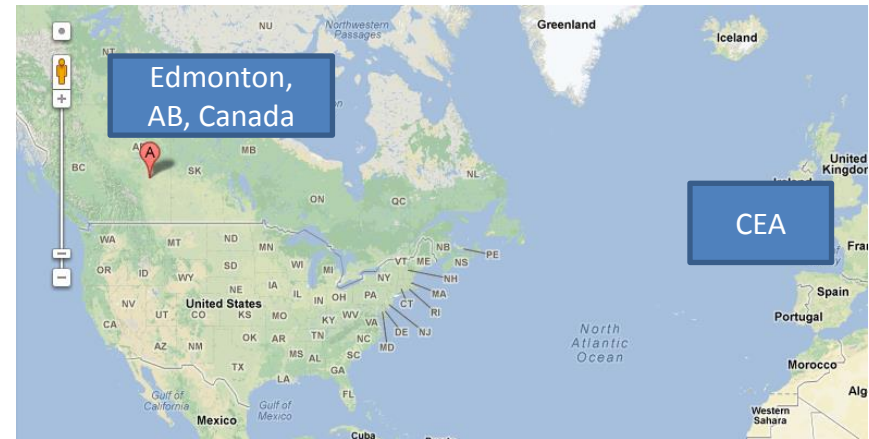 NU
Northwestern
Passages
Greenland
Iceland
NT
Edmonton,
AB, Canada
A
BC
SK
MB
ON
QC
NL
United
Kingdom
CEA
Fran
WA
MT
ND
MN
NB
PE
VT
ME
NS
OR
ID
WY
SD
WI
MI
NY
NH
NE
IA
IL
IN
OH
PA
MA
CT
RI
NV
UT
United States
CO
KS
MO
KY
WV
VA
DE
NJ
MD
CA
AZ
NM
OK
AR
TN
NC
SC
MS
AL
GA
TX
LA
FL
Spain
Portugal
North
Atlantic
Ocean
Morocco
Alg
Western
Sahara
Gulf of
California
Gulf of
Mexico
Mexico
Cuba